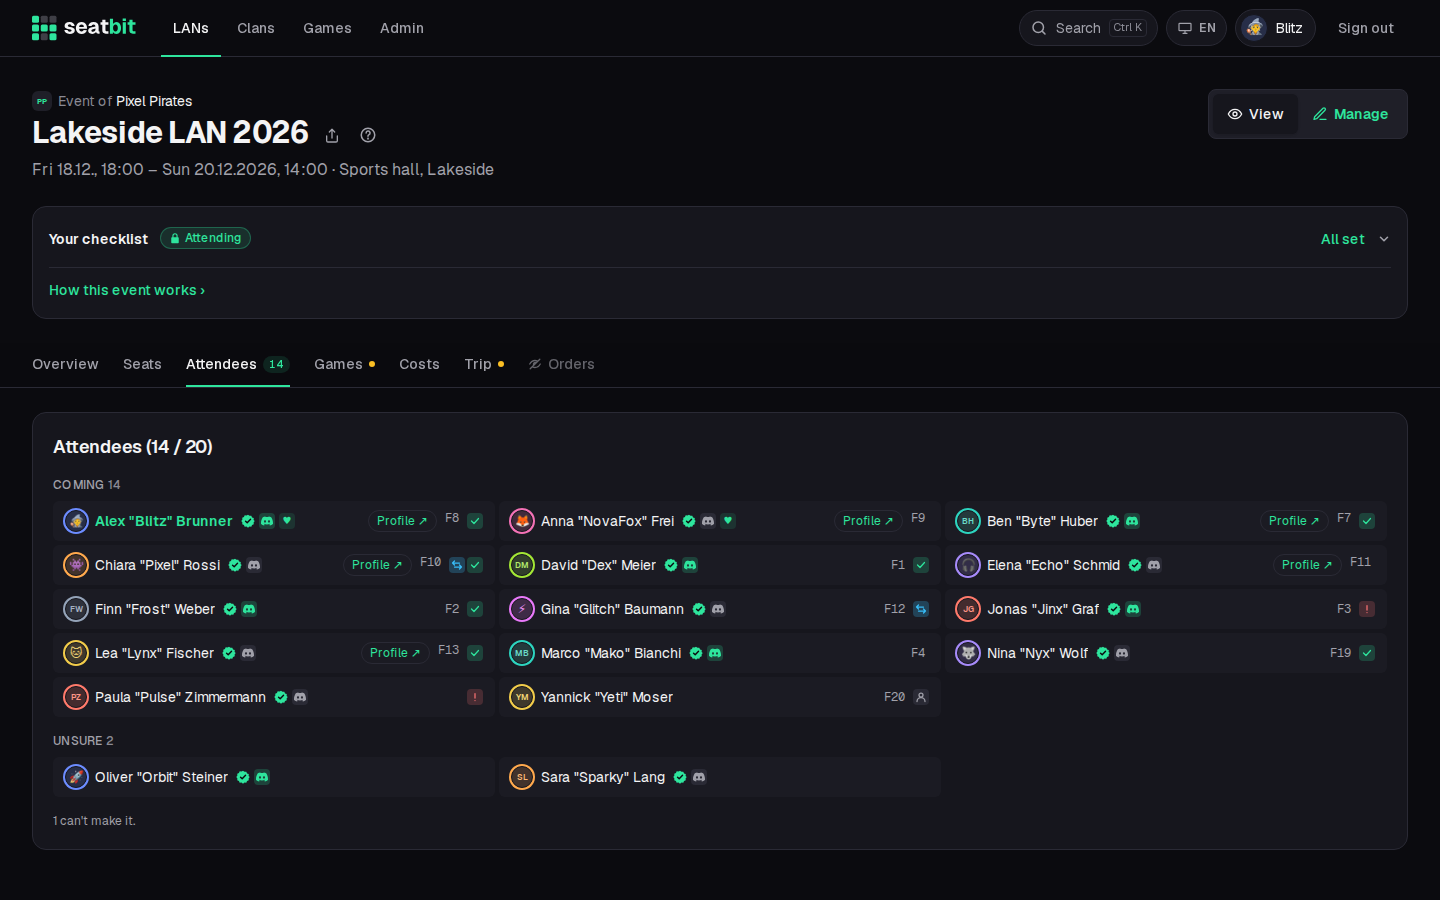 seatbit LANs Clans Games Admin Search Ctrl K EN Blitz Sign out
PP Event of Pixel Pirates
Lakeside LAN 2026
View Manage
Fri 18.12., 18:00 – Sun 20.12.2026, 14:00 · Sports hall, Lakeside
Your checklist Attending All set
How this event works ›
Overview Seats Attendees 14 Games Costs Trip Orders
Attendees (14 / 20)
COMING 14
Alex "Blitz" Brunner Profile ↗ F8
Anna "NovaFox" Frei Profile ↗ F9
BH Ben "Byte" Huber Profile ↗ F7
Chiara "Pixel" Rossi Profile ↗ F10
DM David "Dex" Meier F1
Elena "Echo" Schmid Profile ↗ F11
FW Finn "Frost" Weber F2
Gina "Glitch" Baumann F12
JG Jonas "Jinx" Graf F3 !
Lea "Lynx" Fischer Profile ↗ F13
MB Marco "Mako" Bianchi F4
Nina "Nyx" Wolf F19
PZ Paula "Pulse" Zimmermann !
YM Yannick "Yeti" Moser F20
UNSURE 2
Oliver "Orbit" Steiner
SL Sara "Sparky" Lang
1 can't make it.